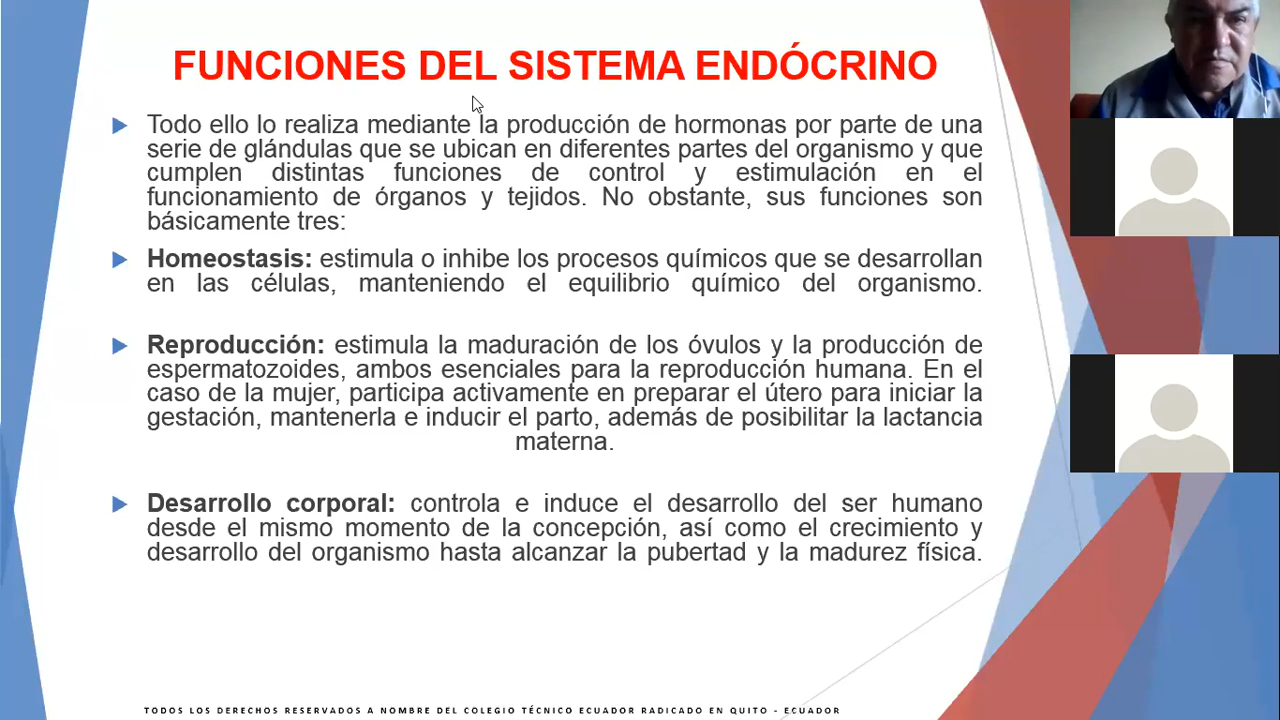 FUNCIONES DEL SISTEMA ENDÓCRINO
Todo ello lo realiza mediante la producción de hormonas por parte de una
serie de glándulas que se ubican en diferentes partes del organismo y que
cumplen distintas funciones de control y estimulación en el
funcionamiento de órganos y tejidos. No obstante, sus funciones son
básicamente tres:
Homeostasis: estimula o inhibe los procesos químicos que se desarrollan
en las células, manteniendo el equilibrio químico del organismo.
Reproducción: estimula la maduración de los óvulos y la producción de
espermatozoides, ambos esenciales para la reproducción humana. En el
caso de la mujer, participa activamente en preparar el útero para iniciar la
gestación, mantenerla e inducir el parto, además de posibilitar la lactancia
materna.
Desarrollo corporal: controla e induce el desarrollo del ser humano
desde el mismo momento de la concepción, así como el crecimiento y
desarrollo del organismo hasta alcanzar la pubertad y la madurez física.
TODOS LOS DERECHOS RESERVADOS A NOMBRE DEL COLEGIO TÉCNICO ECUADOR RADICADO EN QUITO - ECUADOR